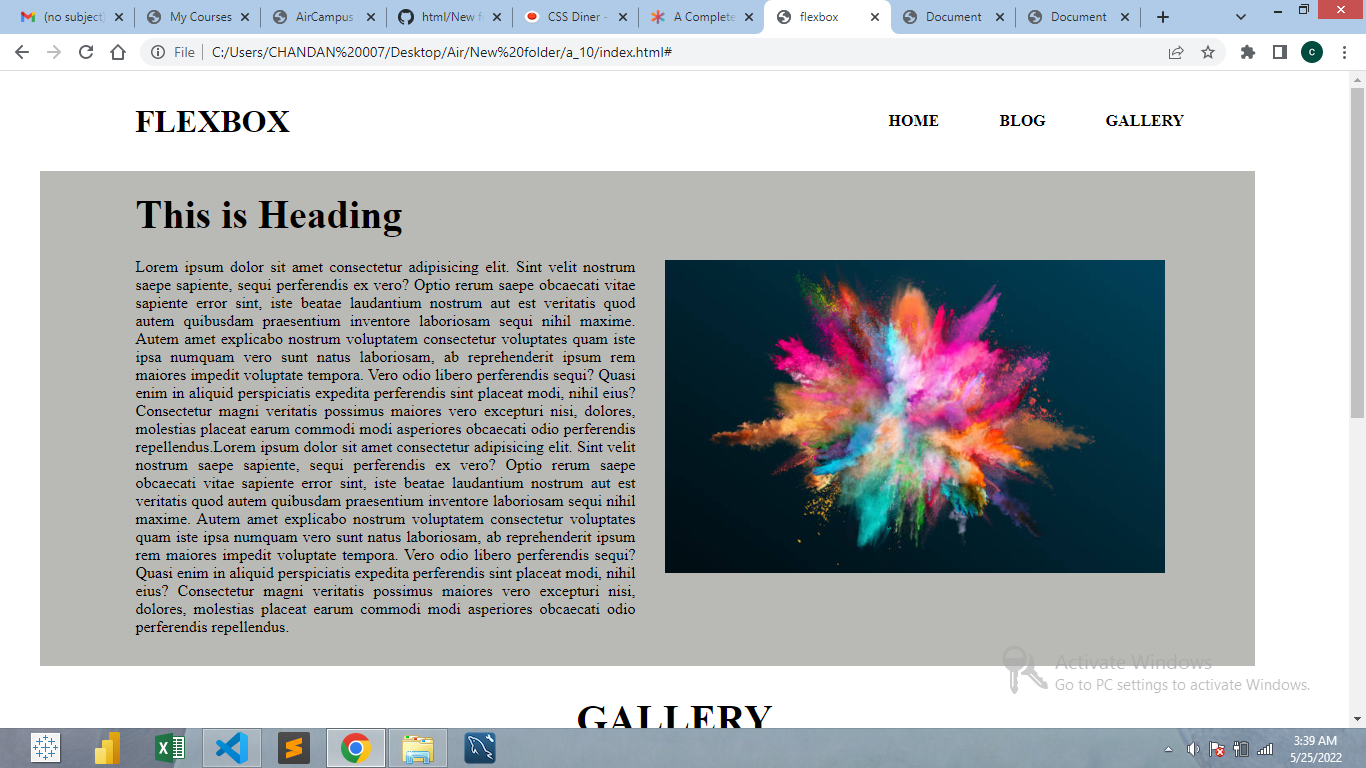 (no subject)
My Courses
AirCampus
html/New f
CSS Diner -
A Complete
flexbox
Document
Document
File
C:/Users/CHANDAN%20007/Desktop/Air/New%20folder/a_10/index.html#
c
FLEXBOX
HOME
BLOG
GALLERY
This is Heading
Lorem ipsum dolor sit amet consectetur adipisicing elit. Sint velit nostrum
saepe sapiente, sequi perferendis ex vero? Optio rerum saepe obcaecati vitae
sapiente error sint, iste beatae laudantium nostrum aut est veritatis quod
autem quibusdam praesentium inventore laboriosam sequi nihil maxime.
Autem amet explicabo nostrum voluptatem consectetur voluptates quam iste
ipsa numquam vero sunt natus laboriosam, ab reprehenderit ipsum rem
maiores impedit voluptate tempora. Vero odio libero perferendis sequi? Quasi
enim in aliquid perspiciatis expedita perferendis sint placeat modi, nihil eius?
Consectetur magni veritatis possimus maiores vero excepturi nisi, dolores,
molestias placeat earum commodi modi asperiores obcaecati odio perferendis
repellendus.Lorem ipsum dolor sit amet consectetur adipisicing elit. Sint velit
nostrum saepe sapiente, sequi perferendis ex vero? Optio rerum saepe
obcaecati vitae sapiente error sint, iste beatae laudantium nostrum aut est
veritatis quod autem quibusdam praesentium inventore laboriosam sequi nihil
maxime. Autem amet explicabo nostrum voluptatem consectetur voluptates
quam iste ipsa numquam vero sunt natus laboriosam, ab reprehenderit ipsum
rem maiores impedit voluptate tempora. Vero odio libero perferendis sequi?
Quasi enim in aliquid perspiciatis expedita perferendis sint placeat modi, nihil
eius? Consectetur magni veritatis possimus maiores vero excepturi nisi,
dolores, molestias placeat earum commodi modi asperiores obcaecati odio
perferendis repellendus.
Activate Windows
Go to PC settings to activate Windows.
GALLERY
3:39 AM
5/25/2022